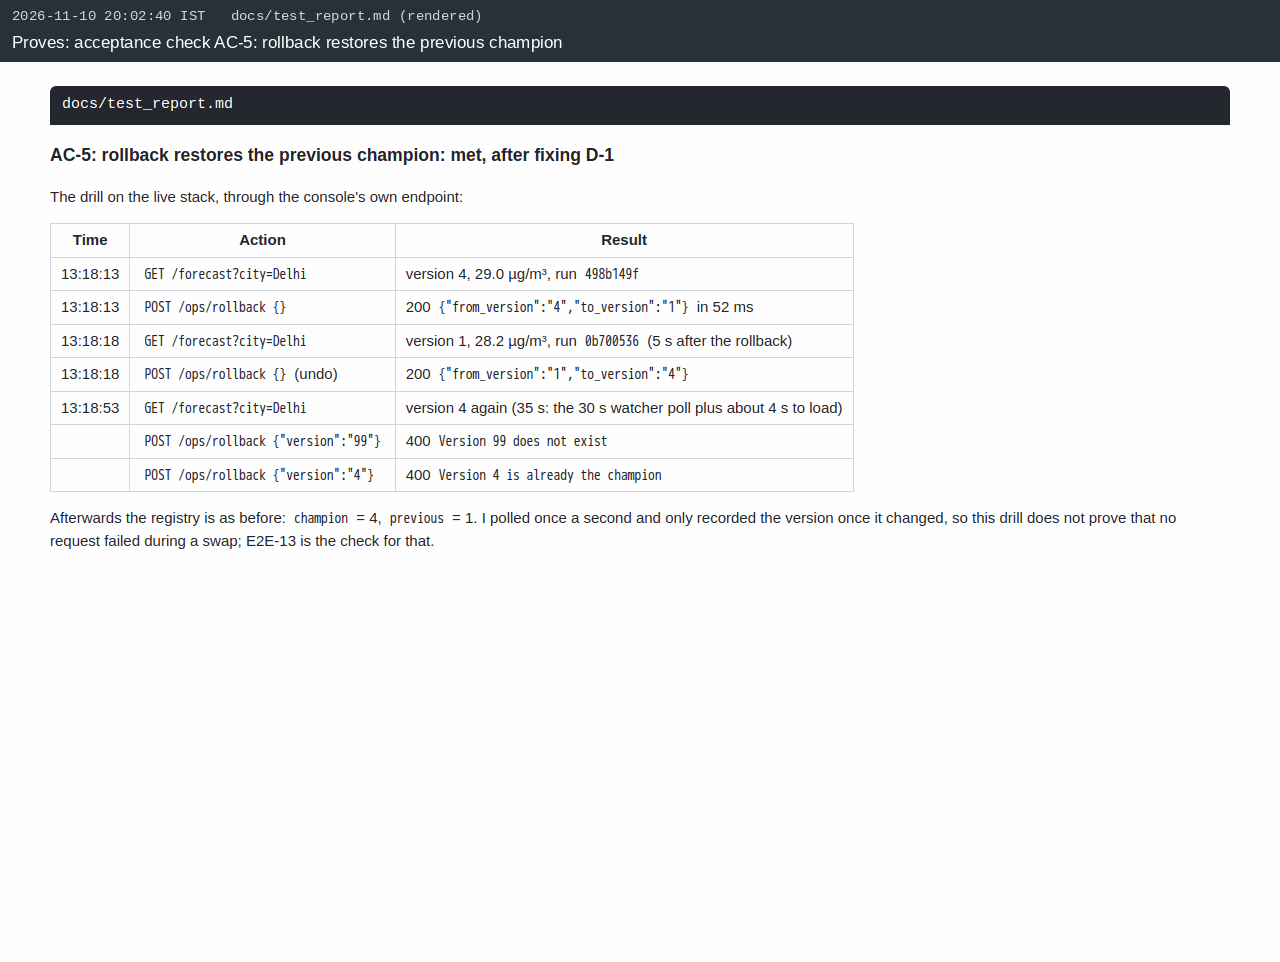 2026-11-10 20:02:40 IST docs/test_report.md (rendered)
Proves: acceptance check AC-5: rollback restores the previous champion
docs/test_report.md
AC-5: rollback restores the previous champion: met, after fixing D-1
The drill on the live stack, through the console's own endpoint:
Time Action Result
13:18:13 GET /forecast?city=Delhi version 4, 29.0 µg/m³, run 498b149f
13:18:13 POST /ops/rollback {} 200 {"from_version":"4","to_version":"1"} in 52 ms
13:18:18 GET /forecast?city=Delhi version 1, 28.2 µg/m³, run 0b700536 (5 s after the rollback)
13:18:18 POST /ops/rollback {} (undo) 200 {"from_version":"1","to_version":"4"}
13:18:53 GET /forecast?city=Delhi version 4 again (35 s: the 30 s watcher poll plus about 4 s to load)
POST /ops/rollback {"version":"99"} 400 Version 99 does not exist
POST /ops/rollback {"version":"4"} 400 Version 4 is already the champion
Afterwards the registry is as before: champion = 4, previous = 1. I polled once a second and only recorded the version once it changed, so this drill does not prove that no
request failed during a swap; E2E-13 is the check for that.